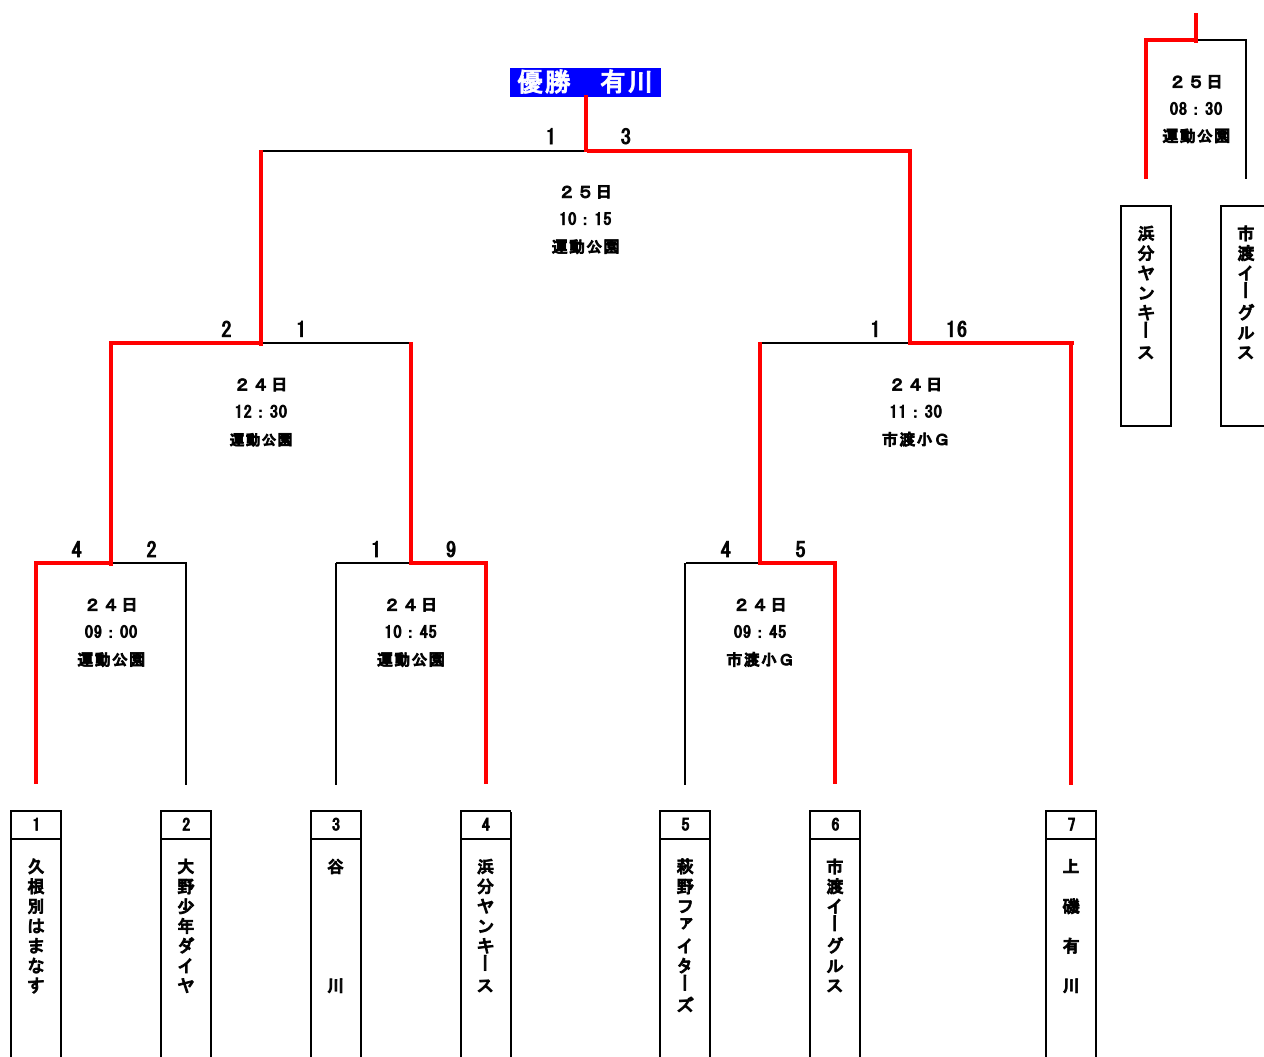 優勝　有川
1 3
２５日
10：15
運動公園
２５日
08：30
運動公園
浜分ヤンキース
市渡イーグルス
2 1
２４日
12：30
運動公園
1 16
２４日
11：30
市渡小Ｇ
4 2
２４日
09：00
運動公園
1 9
２４日
10：45
運動公園
4 5
２４日
09：45
市渡小Ｇ
1
久根別はまなす
2
大野少年ダイヤ
3
谷川
4
浜分ヤンキース
5
萩野ファイターズ
6
市渡イーグルス
7
上磯有川